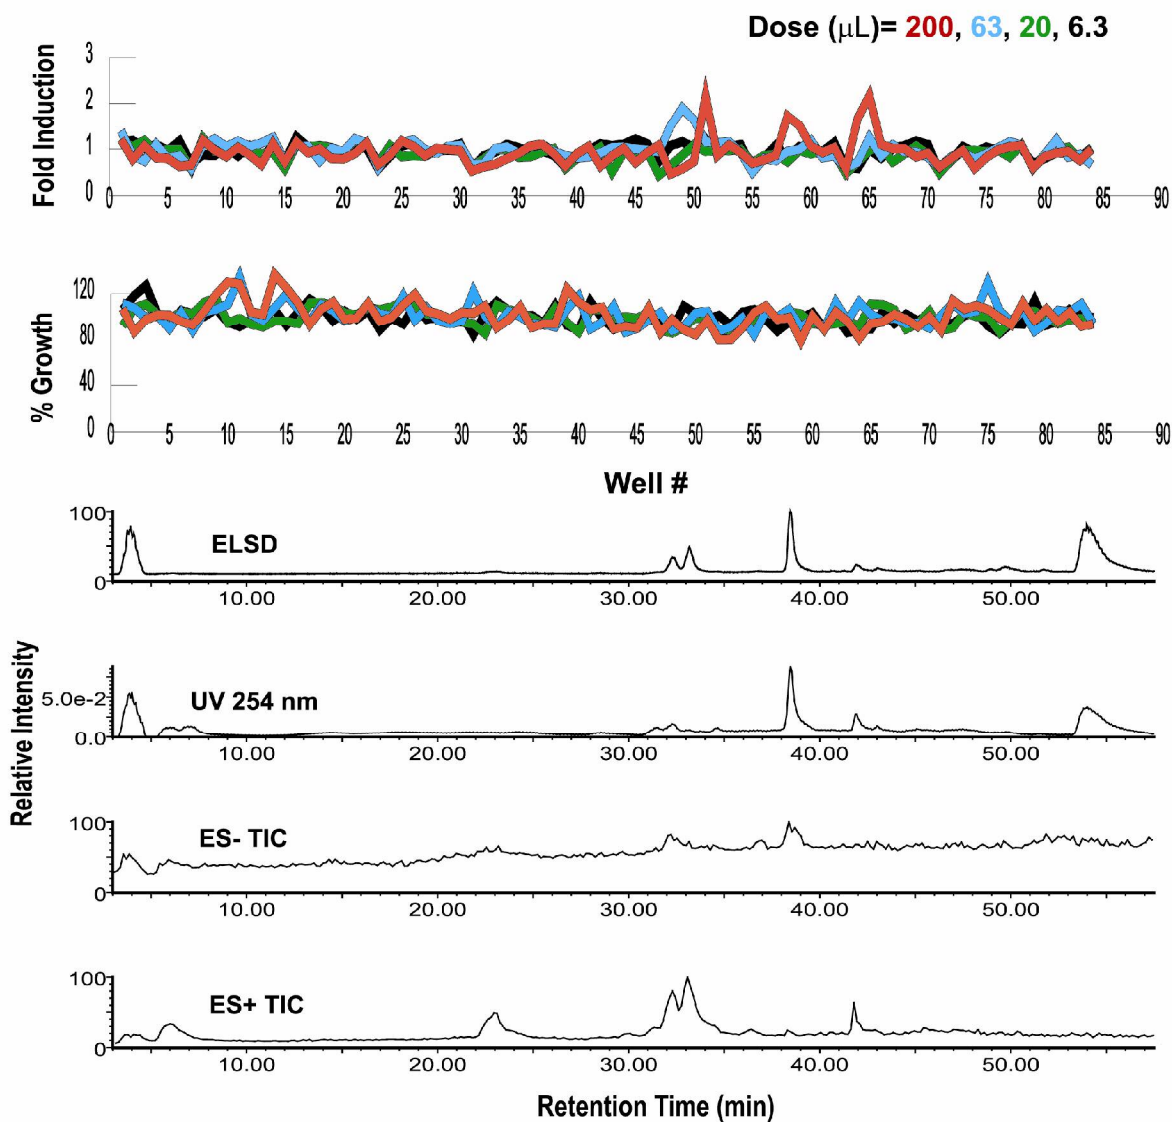 Dose (μL)= 200, 63, 20, 6.3
Fold Induction
3
2
1
0
0 5 10 15 20 25 30 35 40 45 50 55 60 65 70 75 80 85 90
% Growth
120
80
40
0
0 5 10 15 20 25 30 35 40 45 50 55 60 65 70 75 80 85 90
Well #
Relative Intensity
100
ELSD
0
10.00 20.00 30.00 40.00 50.00
UV 254 nm
5.0e-2
0.0
10.00 20.00 30.00 40.00 50.00
100
ES- TIC
0
10.00 20.00 30.00 40.00 50.00
100
ES+ TIC
0
10.00 20.00 30.00 40.00 50.00
Retention Time (min)